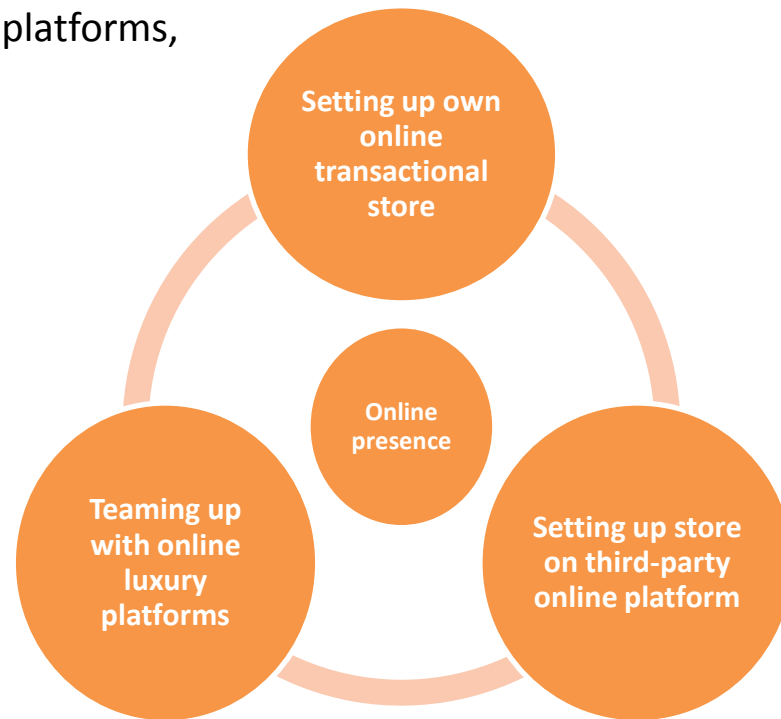 platforms,
Setting up own
online
transactional
store
Online
presence
Teaming up
with online
luxury
platforms
Setting up store
on third-party
online platform